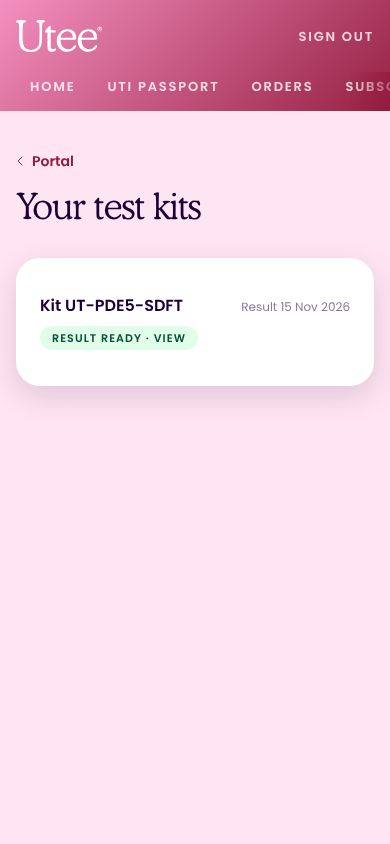 Utee®
SIGN OUT
HOME UTI PASSPORT ORDERS
Portal
Your test kits
Kit UT-PDE5-SDFT
Result 15 Nov 2026
RESULT READY · VIEW